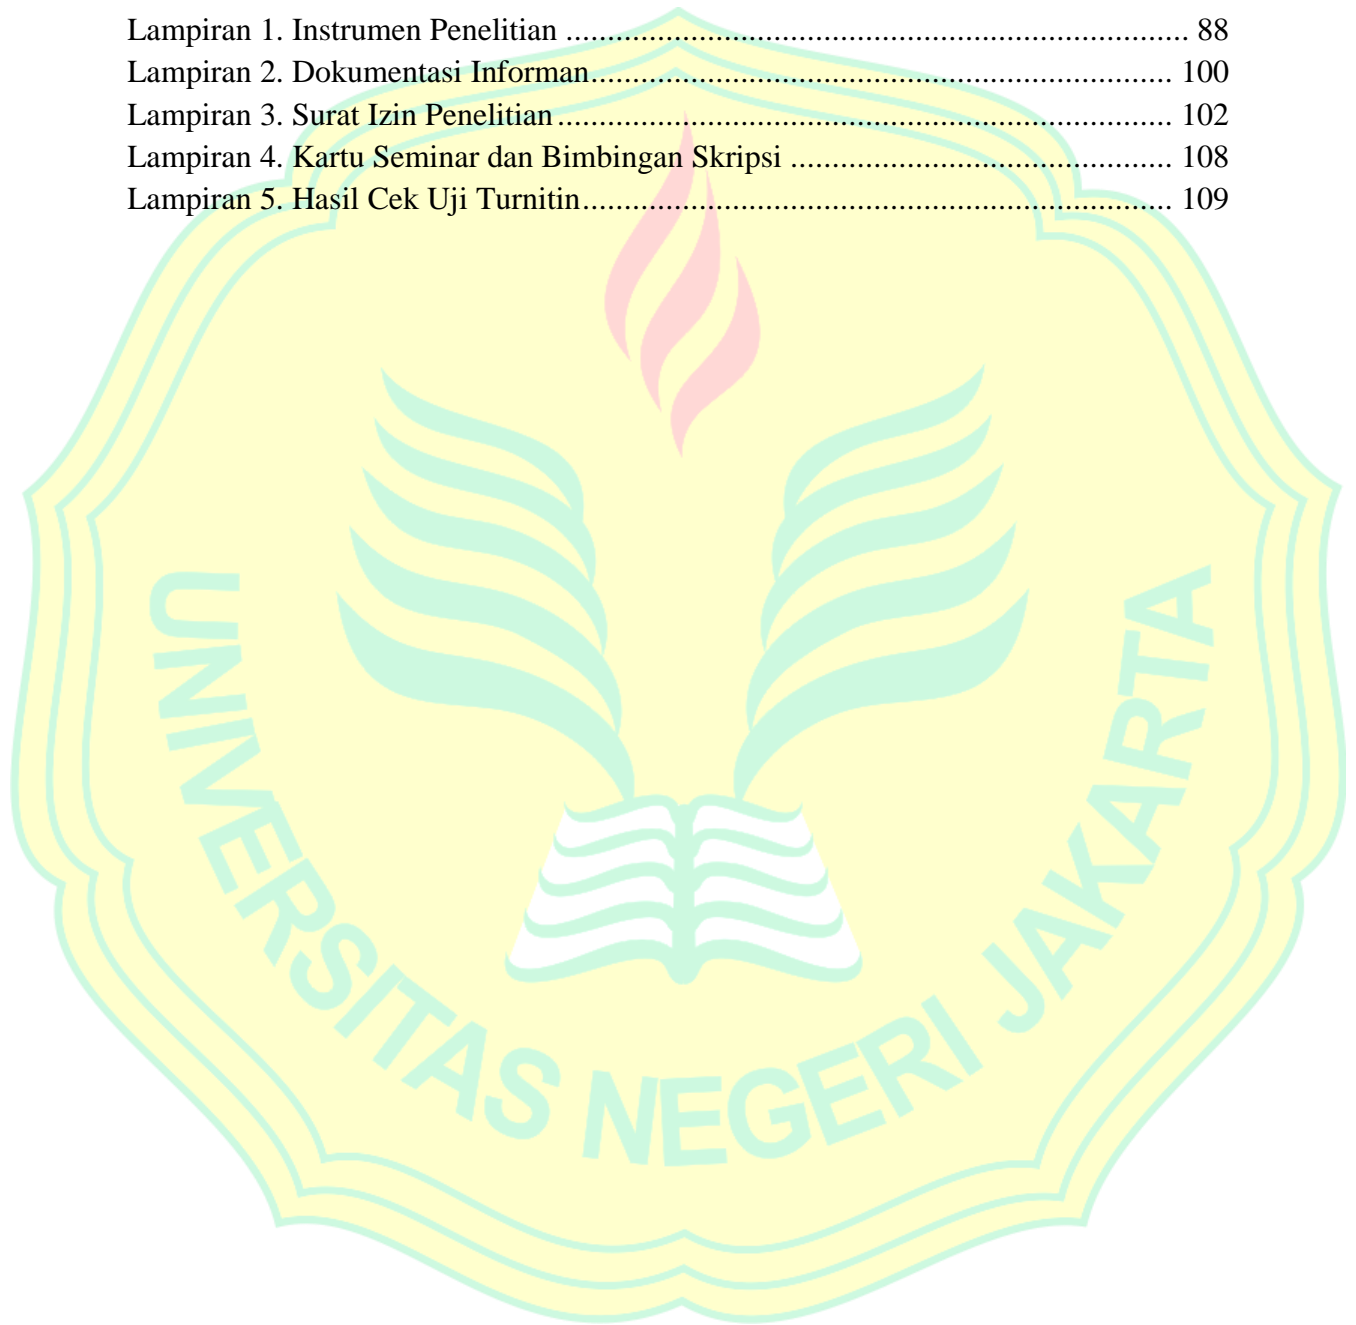 Lampiran 1. Instrumen Penelitian ........................................................................... 88
Lampiran 2. Dokumentasi Informan...................................................................... 100
Lampiran 3. Surat Izin Penelitian .......................................................................... 102
Lampiran 4. Kartu Seminar dan Bimbingan Skripsi .............................................. 108
Lampiran 5. Hasil Cek Uji Turnitin....................................................................... 109
UNIVERSITAS NEGERI JAKARTA